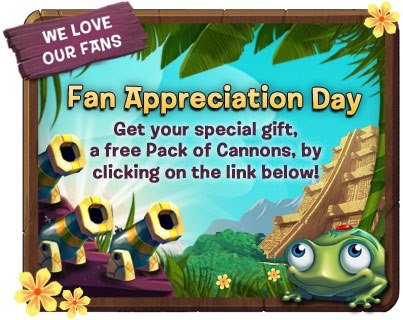 WE LOVE
OUR FANS
Fan Appreciation Day
Get your special gift,
a free Pack of Cannons, by
clicking on the link below!